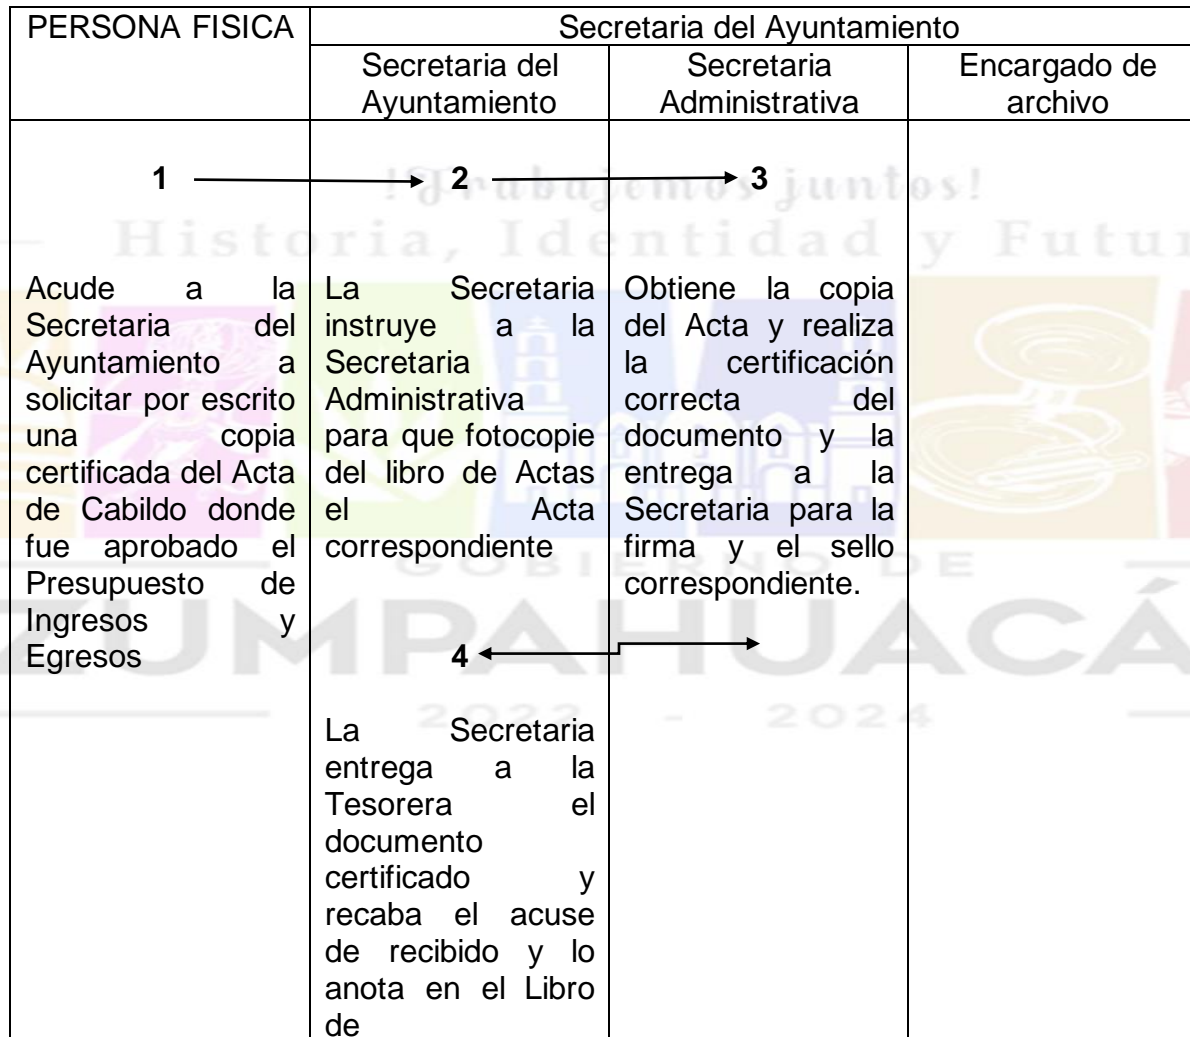 PERSONA FISICA
Secretaria del Ayuntamiento
Secretaria del
Ayuntamiento
Secretaria
Administrativa
Encargado de
archivo
1
2
3
!Trabajemos juntos!
Historia, Identidad y Futur
Acude a la
Secretaria del
Ayuntamiento a
solicitar por escrito
una copia
certificada del Acta
de Cabildo donde
fue aprobado el
Presupuesto de
Ingresos y
Egresos
La Secretaria
instruye a la
Secretaria
Administrativa
para que fotocopie
del libro de Actas
el Acta
correspondiente
Obtiene la copia
del Acta y realiza
la certificación
correcta del
documento y la
entrega a la
Secretaria para la
firma y el sello
correspondiente.
GOBIERNO DE
ZUMPAHUACÁ
2022 - 2024
4
La Secretaria
entrega a la
Tesorera el
documento
certificado y
recaba el acuse
de recibido y lo
anota en el Libro
de